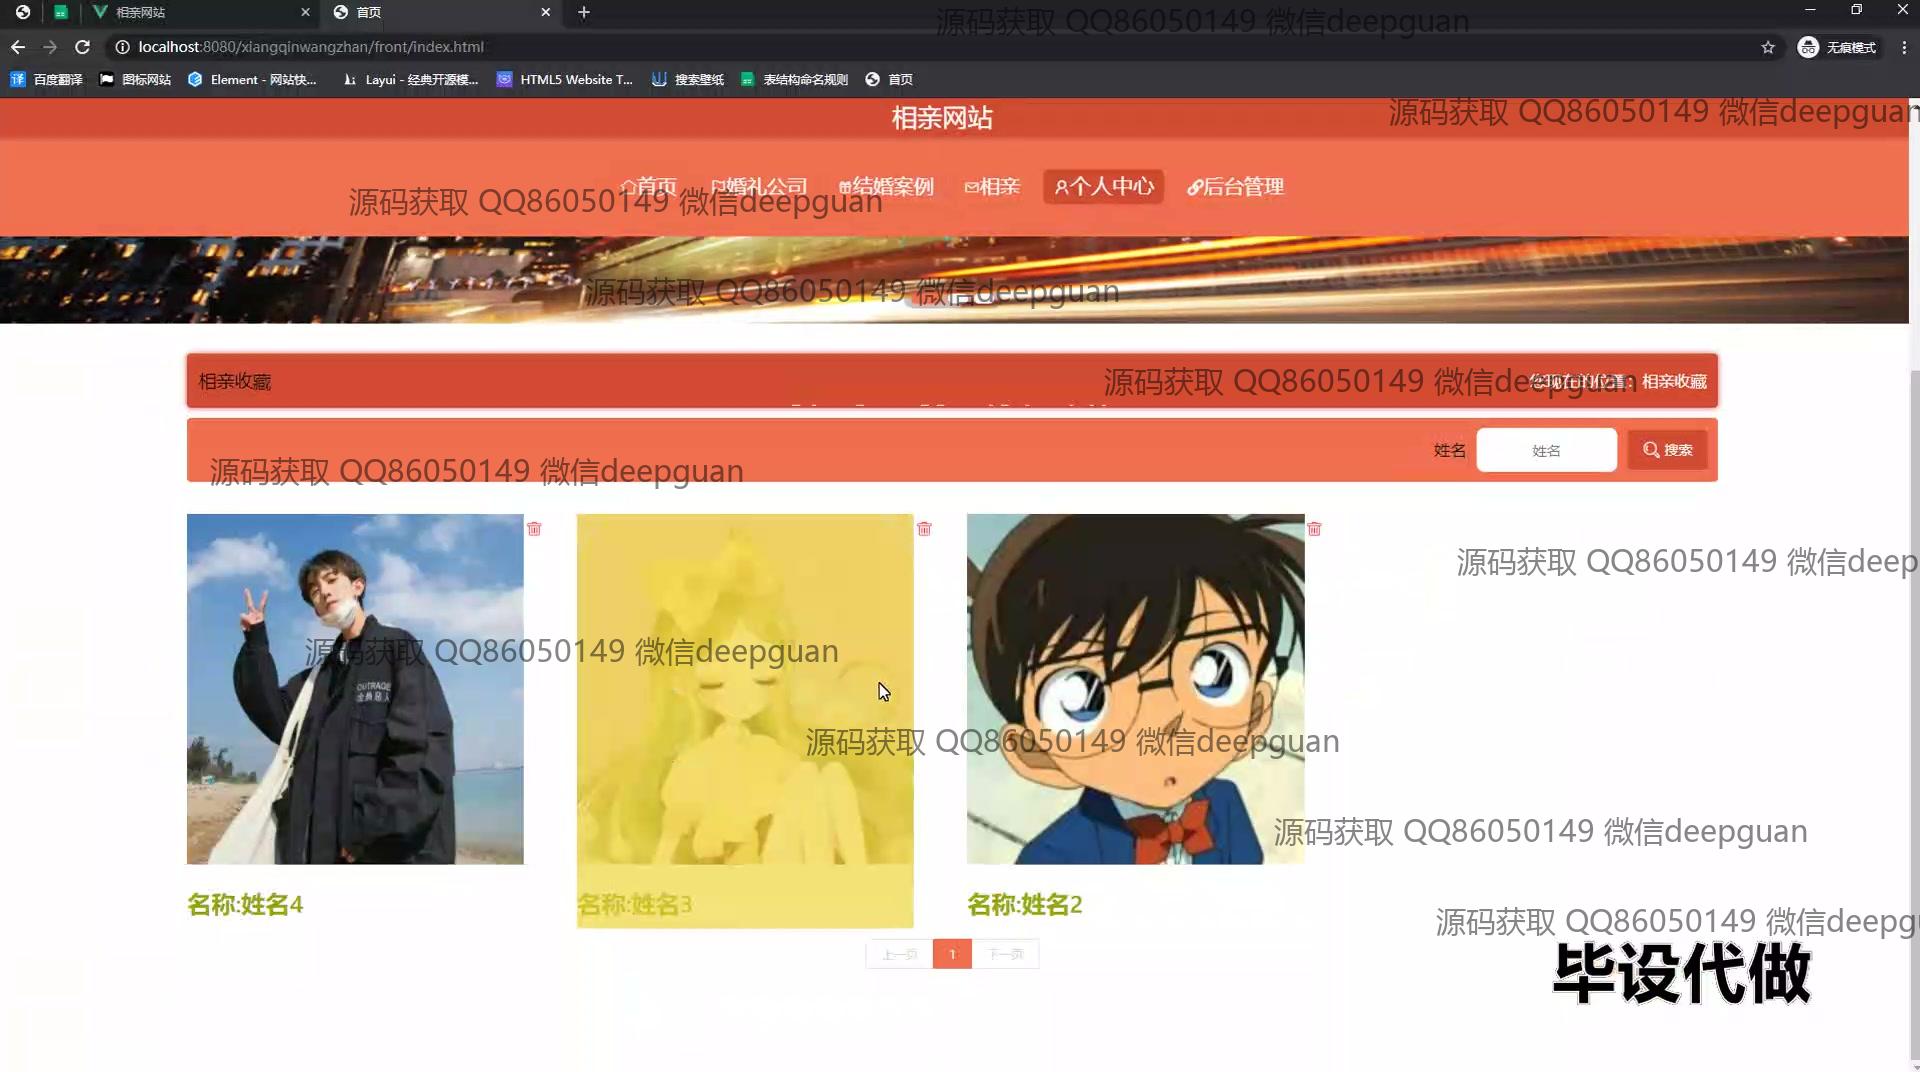 相亲网站
首页
源码获取 QQ86050149 微信deepguan
localhost:8080/xiangqinwangzhan/front/index.html
无痕模式
百度翻译
图标网站
Element - 网站快...
Layui - 经典开源模...
HTML5 Website T...
搜索壁纸
表结构命名规则
首页
相亲网站
源码获取 QQ86050149 微信deepguan
首页
婚礼公司
结婚案例
相亲
个人中心
后台管理
源码获取 QQ86050149 微信deepguan
源码获取 QQ86050149 微信deepguan
相亲收藏
源码获取 QQ86050149 微信deepguan
您现在的位置：相亲收藏
姓名
姓名
搜索
源码获取 QQ86050149 微信deepguan
源码获取 QQ86050149 微信deep
OUTRAGE
源码获取 QQ86050149 微信deepguan
源码获取 QQ86050149 微信deepguan
源码获取 QQ86050149 微信deepguan
名称:姓名4
名称:姓名3
名称:姓名2
源码获取 QQ86050149 微信deepgu
上一页
1
下一页
毕设代做